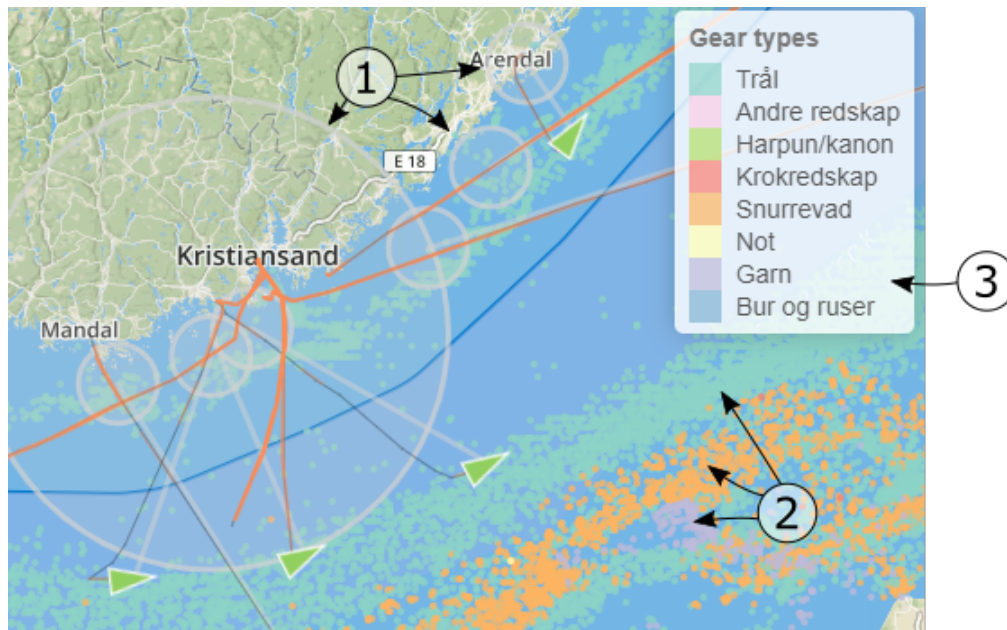 Gear types
Trål
Andre redskap
Harpun/kanon
Krokredskap
Snurrevad
Not
Garn
Bur og ruser
1
Arendal
E 18
Kristiansand
3
Mandal
2